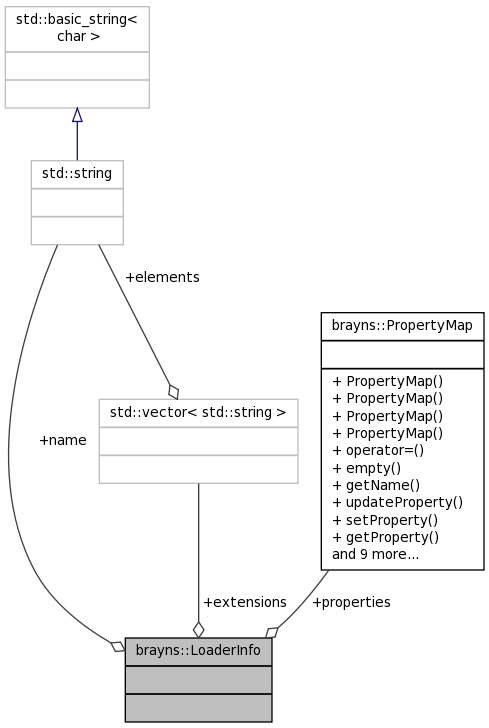 std::basic_string<
char >
std::string
+elements
brayns::PropertyMap
+ PropertyMap()
+ PropertyMap()
+ PropertyMap()
+ PropertyMap()
+ operator=()
+ empty()
+ getName()
+ updateProperty()
+ setProperty()
+ getProperty()
and 9 more...
std::vector< std::string >
+name
+extensions
+properties
brayns::LoaderInfo